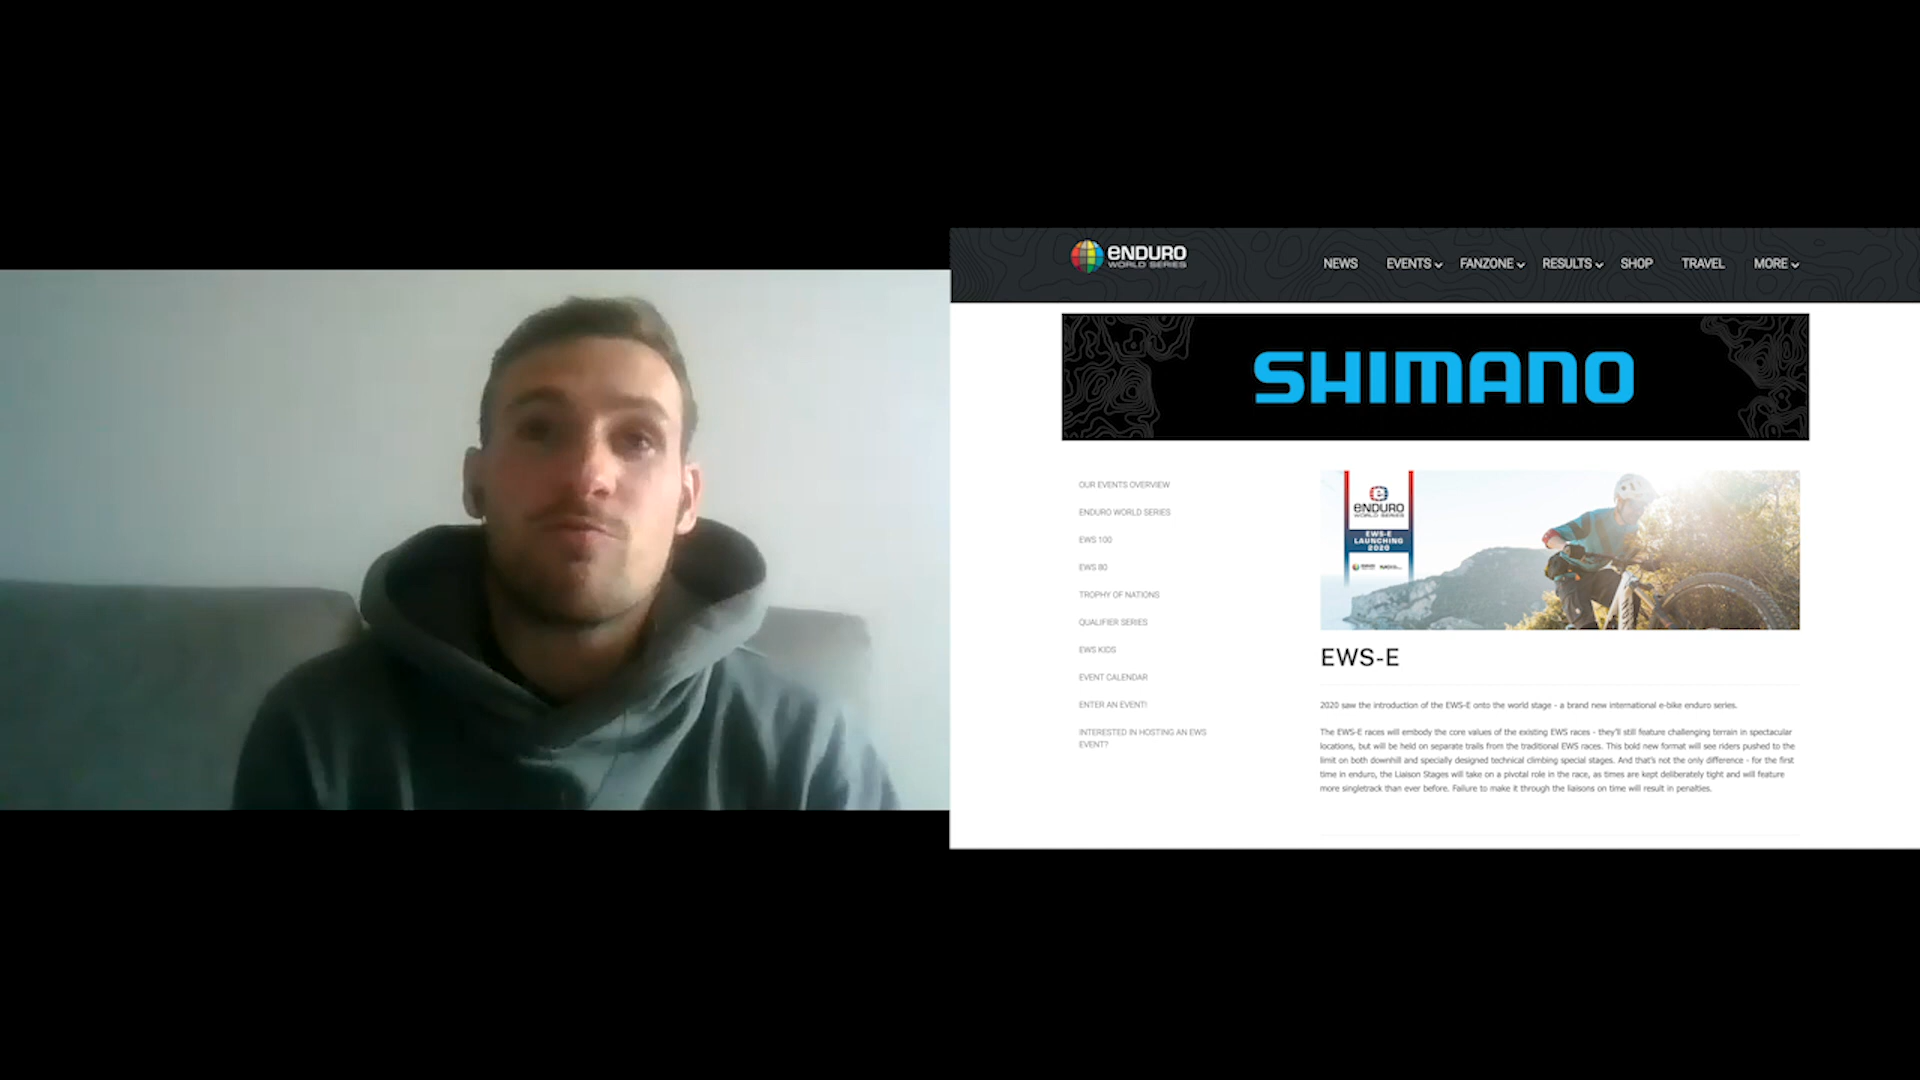 eNDURO
WORLD SERIES
NEWS
EVENTS
FANZONE
RESULTS
SHOP
TRAVEL
MORE
SHIMANO
OUR EVENTS OVERVIEW
ENDURO WORLD SERIES
EWS 100
EWS 80
TROPHY OF NATIONS
QUALIFIER SERIES
EWS KIDS
EVENT CALENDAR
ENTER AN EVENT!
INTERESTED IN HOSTING AN EWS
EVENT?
eNDURO
WORLD SERIES
EWS-E
LAUNCHING
2020
EWS-E
2020 saw the introduction of the EWS-E onto the world stage - a brand new international e-bike enduro series.
The EWS-E races will embody the core values of the existing EWS races - they'll still feature challenging terrain in spectacular
locations, but will be held on separate trails from the traditional EWS races. This bold new format will see riders pushed to the
limit on both downhill and specially designed technical climbing special stages. And that's not the only difference - for the first
time in enduro, the Liaison Stages will take on a pivotal role in the race, as times are kept deliberately tight and will feature
more singletrack than ever before. Failure to make it through the liaisons on time will result in penalties.